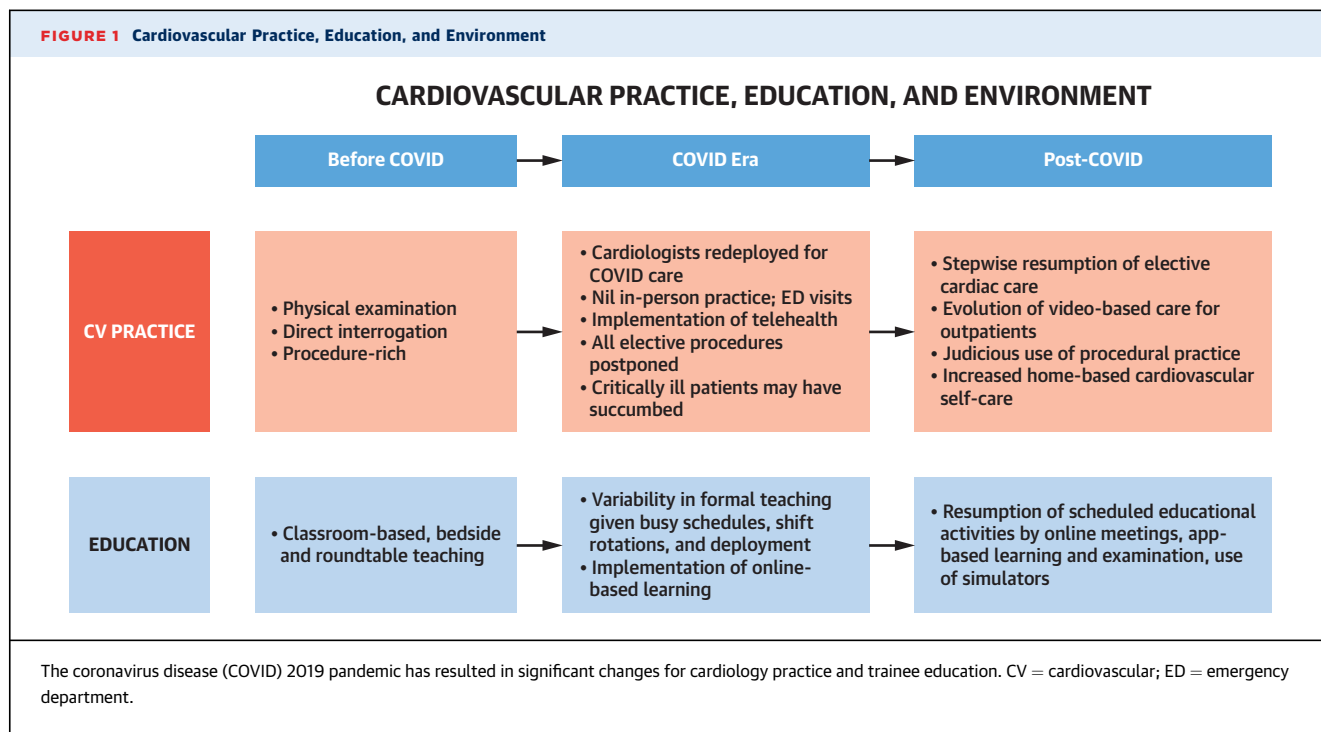 FIGURE 1 Cardiovascular Practice, Education, and Environment
CARDIOVASCULAR PRACTICE, EDUCATION, AND ENVIRONMENT
Before COVID
COVID Era
Post-COVID
CV PRACTICE
• Physical examination
• Direct interrogation
• Procedure-rich
• Cardiologists redeployed for
COVID care
• Nil in-person practice; ED visits
• Implementation of telehealth
• All elective procedures
postponed
• Critically ill patients may have
succumbed
• Stepwise resumption of elective
cardiac care
• Evolution of video-based care for
outpatients
• Judicious use of procedural practice
• Increased home-based cardiovascular
self-care
EDUCATION
• Classroom-based, bedside
and roundtable teaching
• Variability in formal teaching
given busy schedules, shift
rotations, and deployment
• Implementation of online-
based learning
• Resumption of scheduled educational
activities by online meetings, app-
based learning and examination, use
of simulators
The coronavirus disease (COVID) 2019 pandemic has resulted in significant changes for cardiology practice and trainee education. CV = cardiovascular; ED = emergency
department.